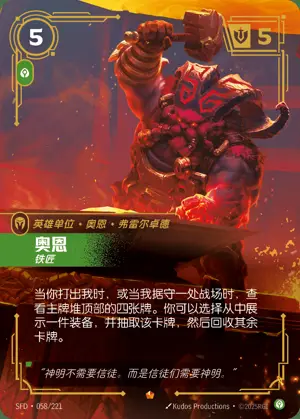 5
5
英雄单位 • 奥恩 • 弗雷尔卓德
奥恩
铁匠
当你打出我时，或当我据守一处战场时，查
看主牌堆顶部的四张牌。你可以选择从中展
示一件装备，并抽取该卡牌，然后回收其余
卡牌。
"神明不需要信徒。而是信徒们需要神明。"
SFD • 058/221
Kudos Productions
©2025RGI